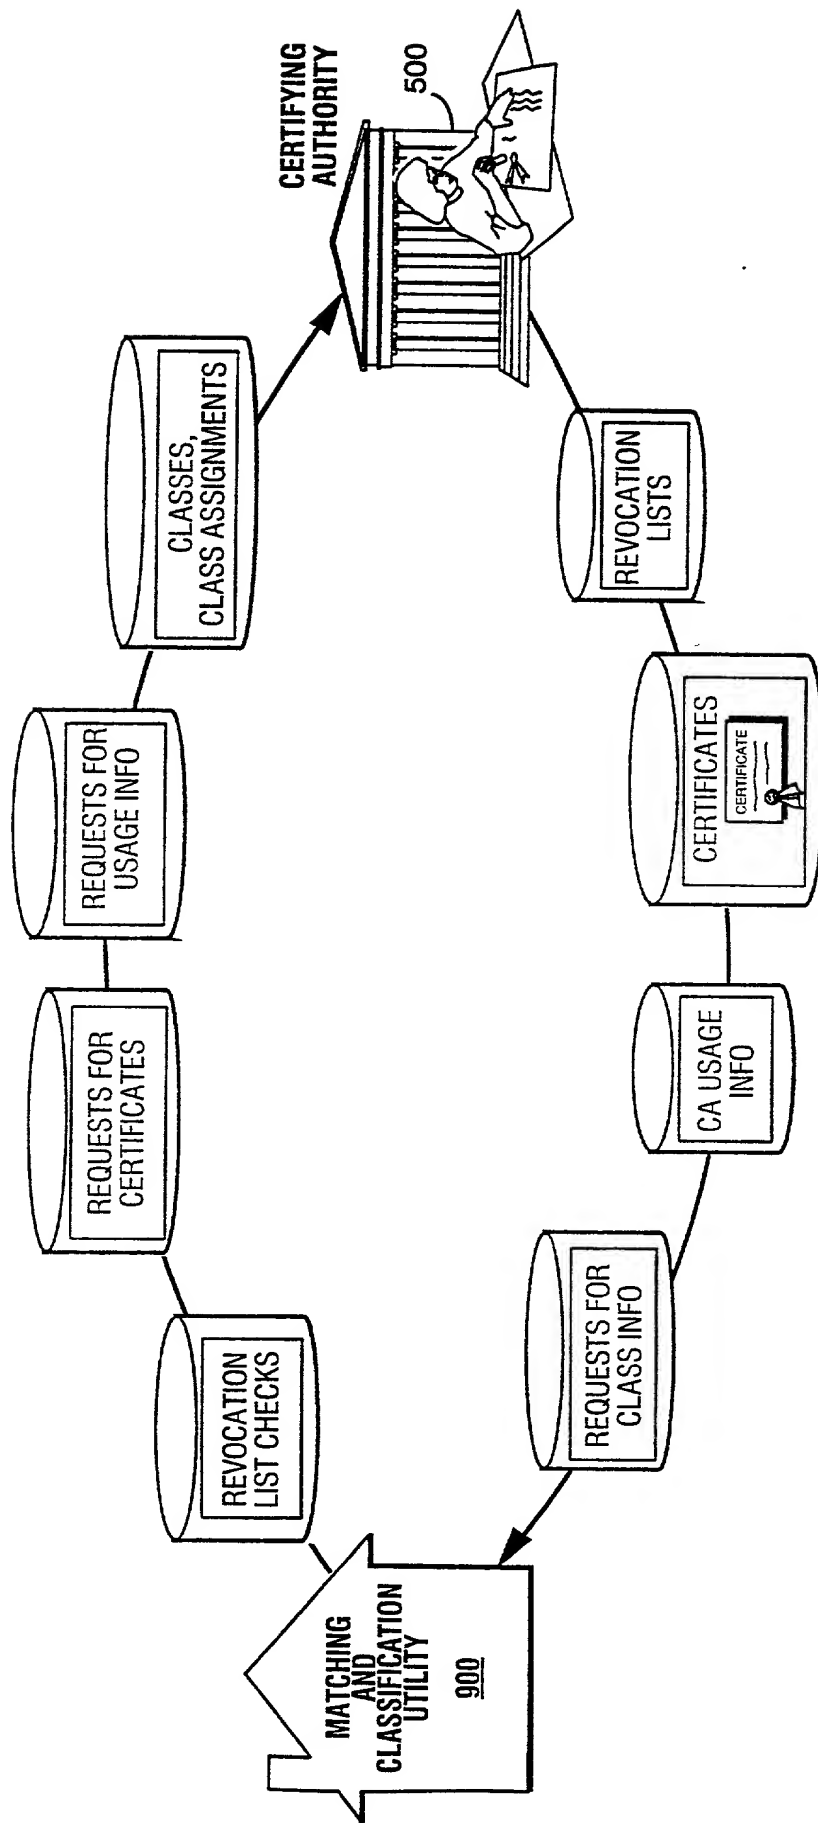 REVOCATION
LIST CHECKS
REQUESTS FOR
CERTIFICATES
REQUESTS FOR
USAGE INFO
CLASSES,
CLASS ASSIGNMENTS
CERTIFYING
AUTHORITY
500
MATCHING
AND
CLASSIFICATION
UTILITY
900
REQUESTS FOR
CLASS INFO
CA USAGE
INFO
CERTIFICATES
CERTIFICATE
REVOCATION
LISTS